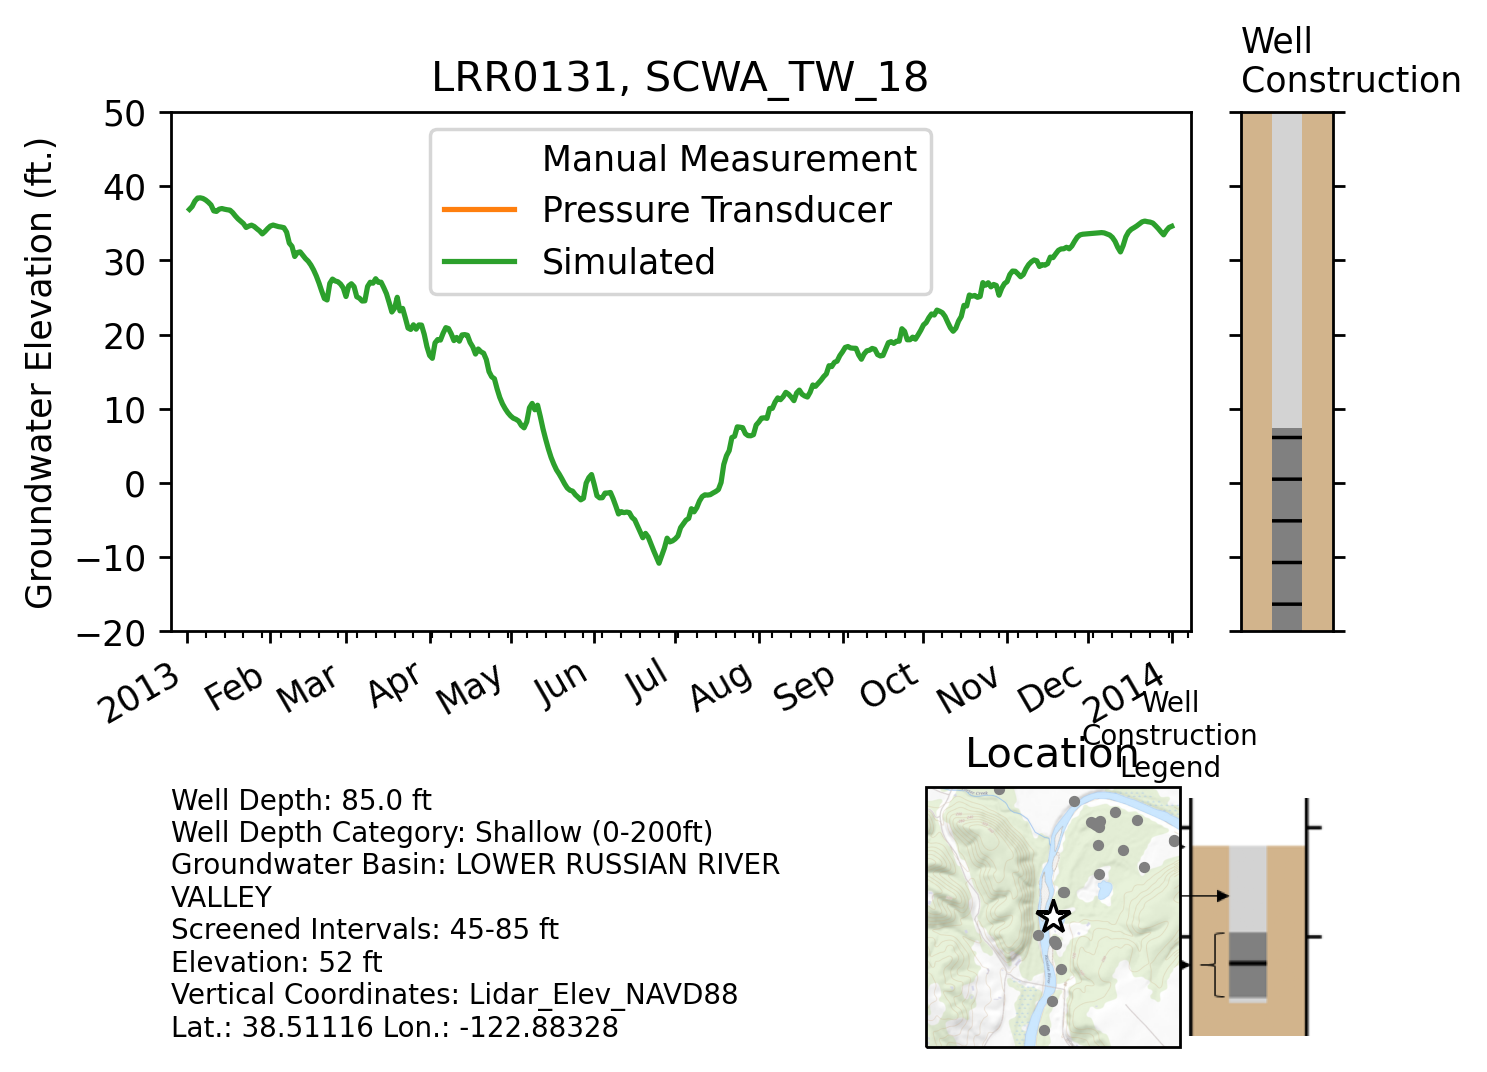 Well
Construction
LRR0131, SCWA_TW_18
Groundwater Elevation (ft.)
50
40
30
20
10
0
−10
−20
Manual Measurement
Pressure Transducer
Simulated
2013
Feb
Mar
Apr
May
Jun
Jul
Aug
Sep
Oct
Nov
Dec
2014
Well
Construction
Legend
Location
Well Depth: 85.0 ft
Well Depth Category: Shallow (0-200ft)
Groundwater Basin: LOWER RUSSIAN RIVER
VALLEY
Screened Intervals: 45-85 ft
Elevation: 52 ft
Vertical Coordinates: Lidar_Elev_NAVD88
Lat.: 38.51116 Lon.: -122.88328